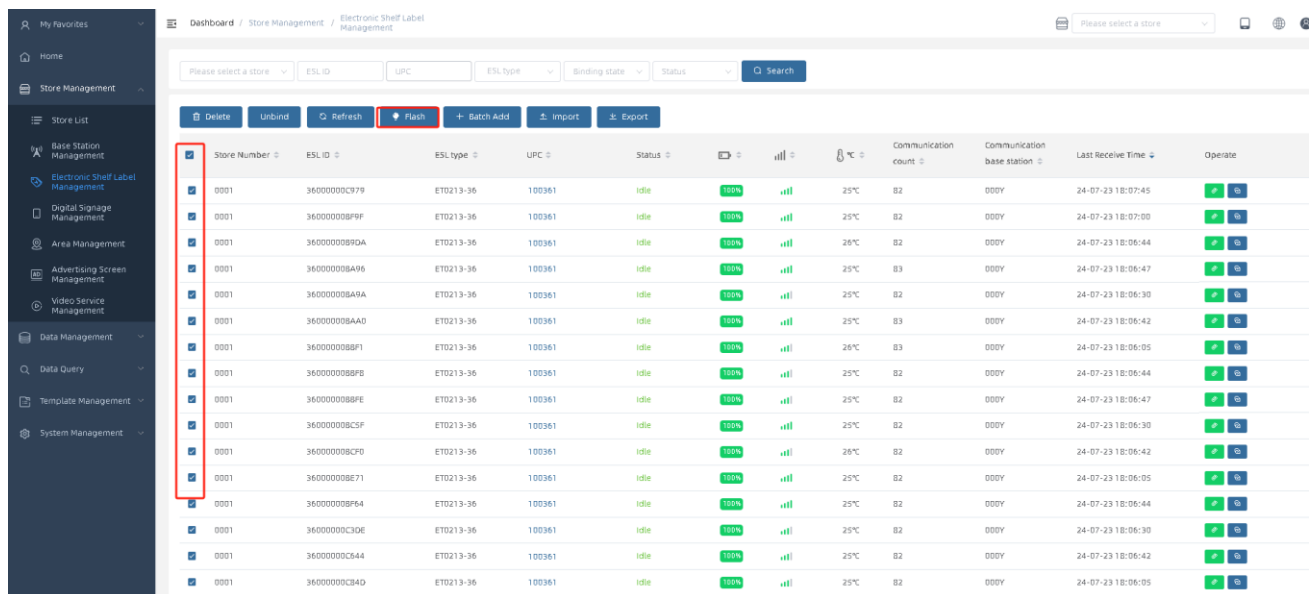 My Favorites
Dashboard / Store Management / Electronic Shelf Label
Management
Please select a store
Home
Store Management
Store List
Base Station
Management
Electronic Shelf Label
Management
Digital Signage
Management
Area Management
Advertising Screen
Management
Video Service
Management
Data Management
Data Query
Template Management
System Management
Please select a store ESL ID UPC ESL type Binding state Status Search
Delete Unbind Refresh Flash + Batch Add Import Export
Store Number ESL ID ESL type UPC Status °C Communication count Communication base station Last Receive Time Operate
0001 36000000C979 ET0213-36 100361 Idle 100% 25°C 82 000Y 24-07-23 18:07:45
0001 360000008F9F ET0213-36 100361 Idle 100% 25°C 82 000Y 24-07-23 18:07:00
0001 3600000089DA ET0213-36 100361 Idle 100% 26°C 82 000Y 24-07-23 18:06:44
0001 360000008A96 ET0213-36 100361 Idle 100% 25°C 83 000Y 24-07-23 18:06:47
0001 360000008A9A ET0213-36 100361 Idle 100% 25°C 82 000Y 24-07-23 18:06:30
0001 360000008AA0 ET0213-36 100361 Idle 100% 25°C 83 000Y 24-07-23 18:06:42
0001 3600000088F1 ET0213-36 100361 Idle 100% 26°C 83 000Y 24-07-23 18:06:05
0001 3600000088F8 ET0213-36 100361 Idle 100% 25°C 82 000Y 24-07-23 18:06:44
0001 3600000088FE ET0213-36 100361 Idle 100% 25°C 82 000Y 24-07-23 18:06:47
0001 360000008C5F ET0213-36 100361 Idle 100% 25°C 82 000Y 24-07-23 18:06:30
0001 360000008CF0 ET0213-36 100361 Idle 100% 26°C 82 000Y 24-07-23 18:06:42
0001 360000008E71 ET0213-36 100361 Idle 100% 25°C 82 000Y 24-07-23 18:06:05
0001 360000008F64 ET0213-36 100361 Idle 100% 25°C 82 000Y 24-07-23 18:06:44
0001 36000000C3DE ET0213-36 100361 Idle 100% 25°C 82 000Y 24-07-23 18:06:30
0001 36000000C644 ET0213-36 100361 Idle 100% 25°C 82 000Y 24-07-23 18:06:42
0001 36000000C84D ET0213-36 100361 Idle 100% 25°C 82 000Y 24-07-23 18:06:05